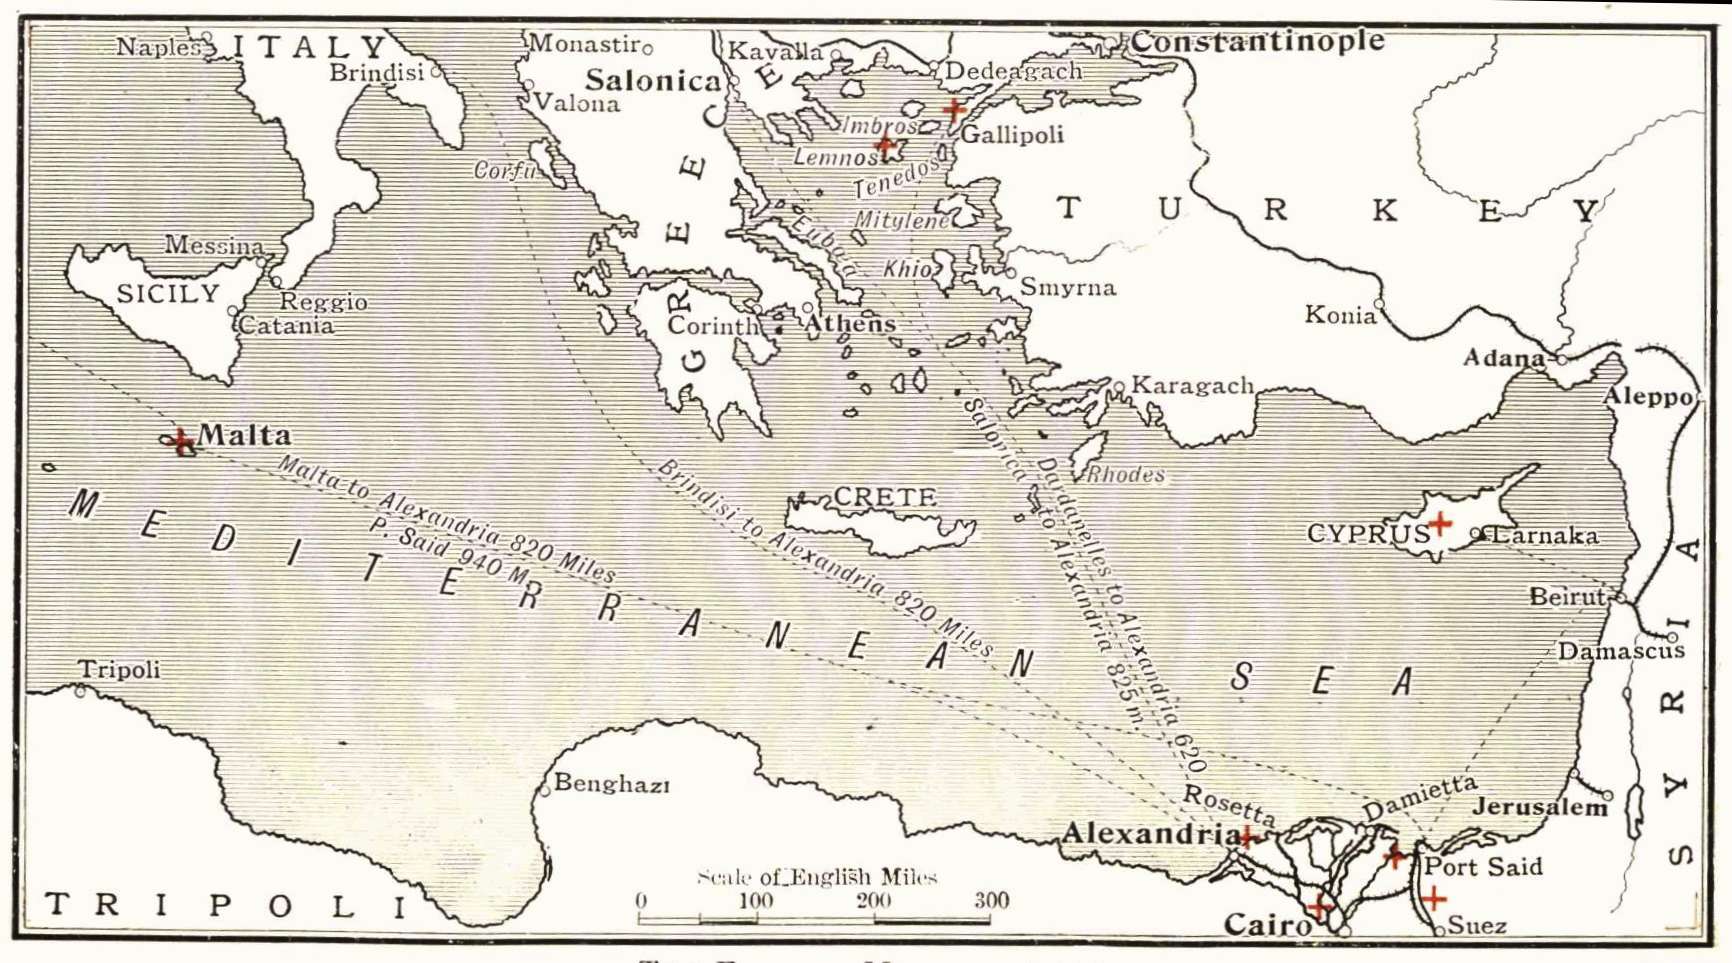 Naples
ITALY
Brindisi
Monastir
Kavalla
Constantinople
Salonica
Dedeagach
Valona
Gallipoli
Imbros
Lemnos
Tenedos
Corfu
GREECE
TURKEY
Mitylene
Eubœa
Messina
Khio
Smyrna
SICILY
Reggio
Catania
Corinth
Athens
Konia
Adana
Karagach
Aleppo
Malta
Rhodes
Malta to Alexandria 820 Miles
P. Said 940 M.
Brindisi to Alexandria 820 Miles
CRETE
Salonica to Alexandria 825 m.
Dardanelles to Alexandria 620
CYPRUS
Larnaka
MEDITERRANEAN SEA
Beirut
Damascus
SYRIA
Tripoli
Benghazi
Rosetta
Damietta
Jerusalem
Alexandria
Port Said
Scale of English Miles
0 100 200 300
TRIPOLI
Cairo
Suez